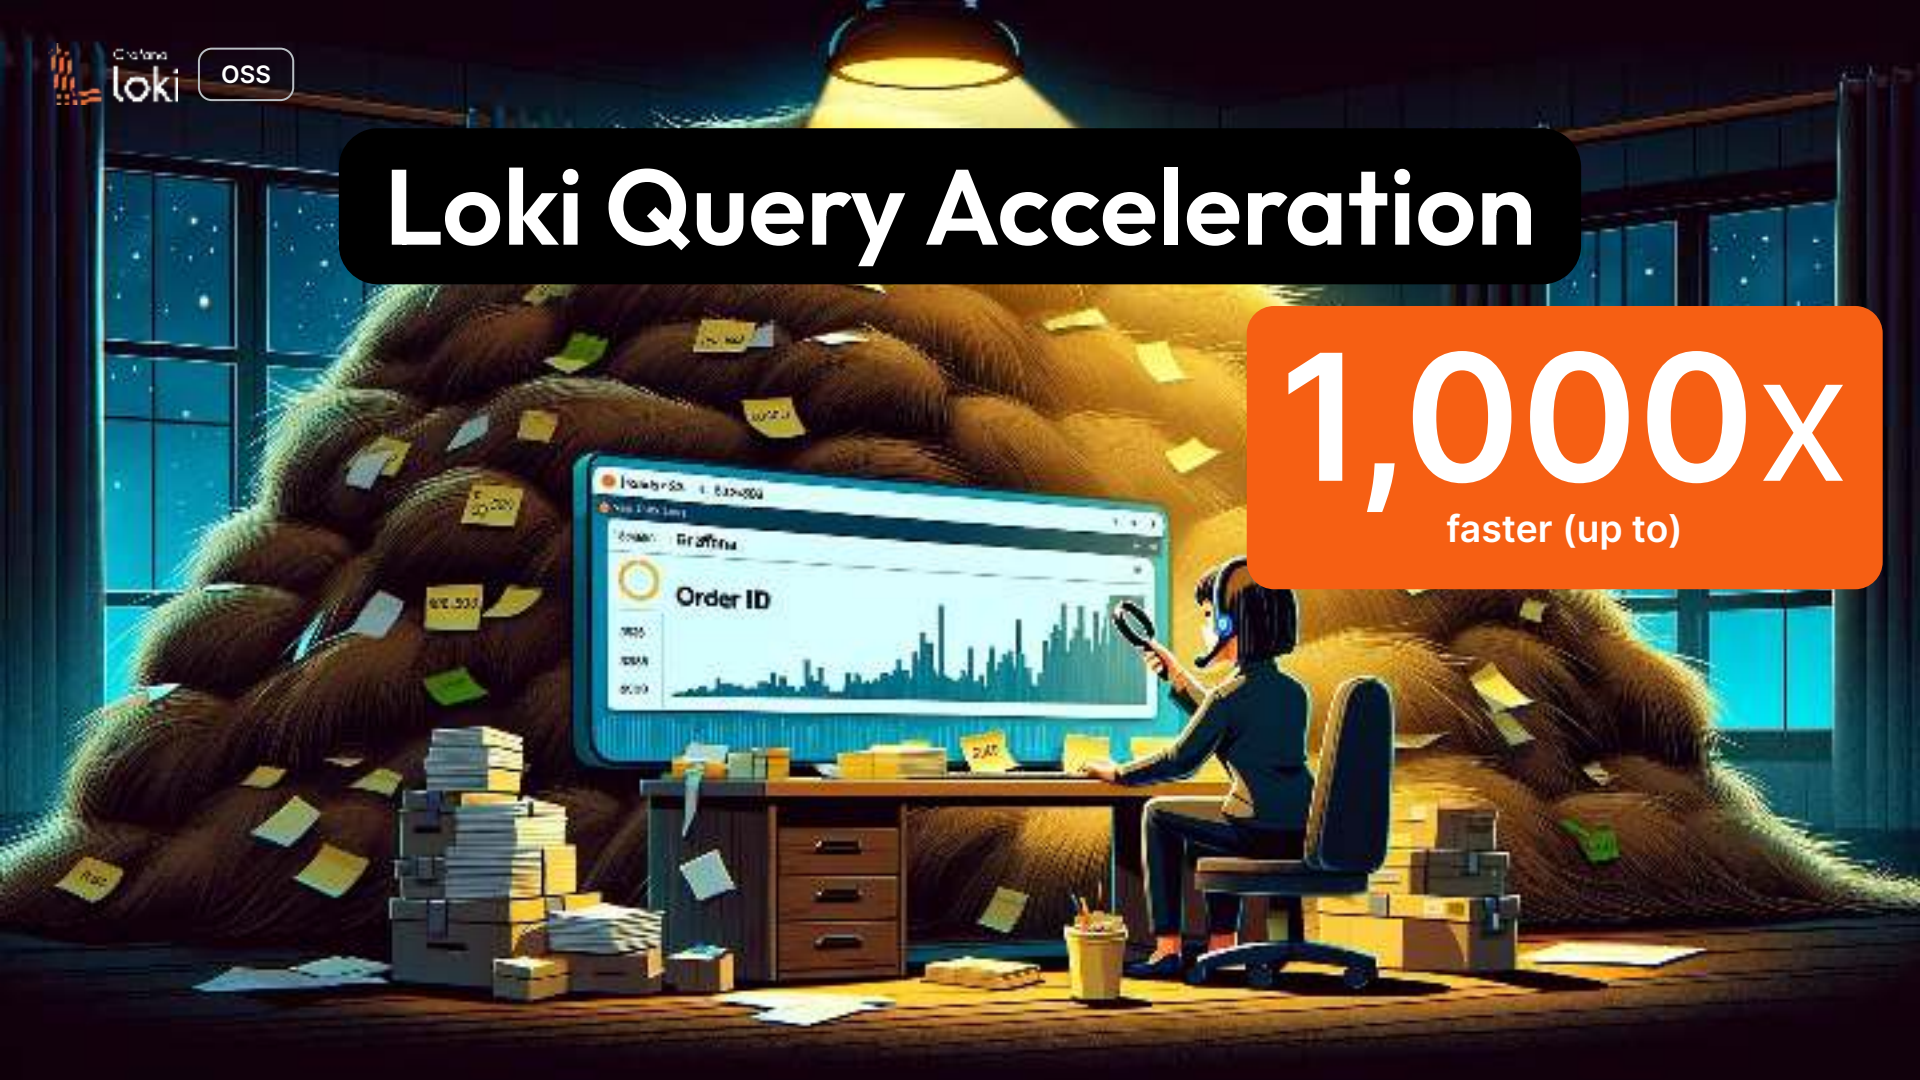 Grafana
loki
OSS
Loki Query Acceleration
1,000x
faster (up to)
Grafana
Order ID